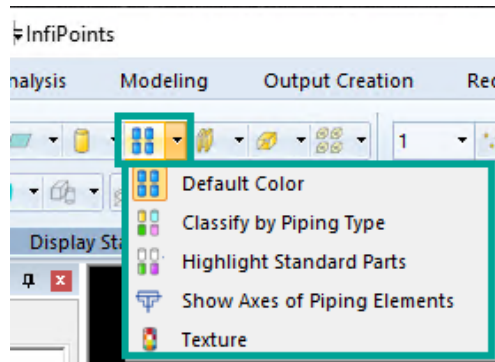 InfiPoints
nalysis Modeling Output Creation Rec
1
Default Color
Classify by Piping Type
Display Sta
Highlight Standard Parts
Show Axes of Piping Elements
Texture